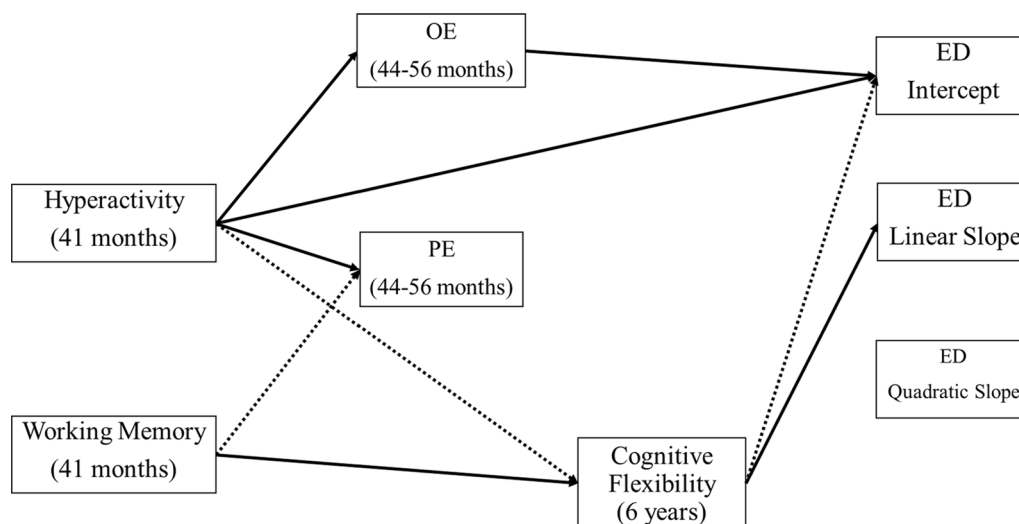 OE
(44-56 months)
ED
Intercept
Hyperactivity
(41 months)
ED
Linear Slope
PE
(44-56 months)
ED
Quadratic Slope
Working Memory
(41 months)
Cognitive
Flexibility
(6 years)